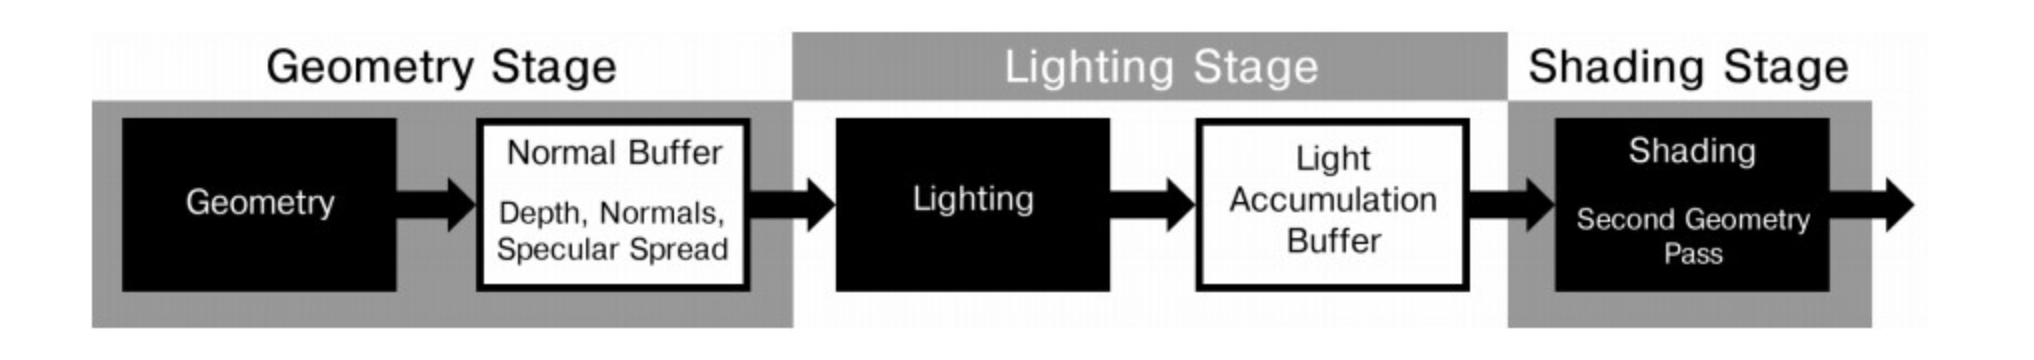 Geometry Stage
Lighting Stage
Shading Stage
Geometry
Normal Buffer
Depth, Normals,
Specular Spread
Lighting
Light
Accumulation
Buffer
Shading
Second Geometry
Pass